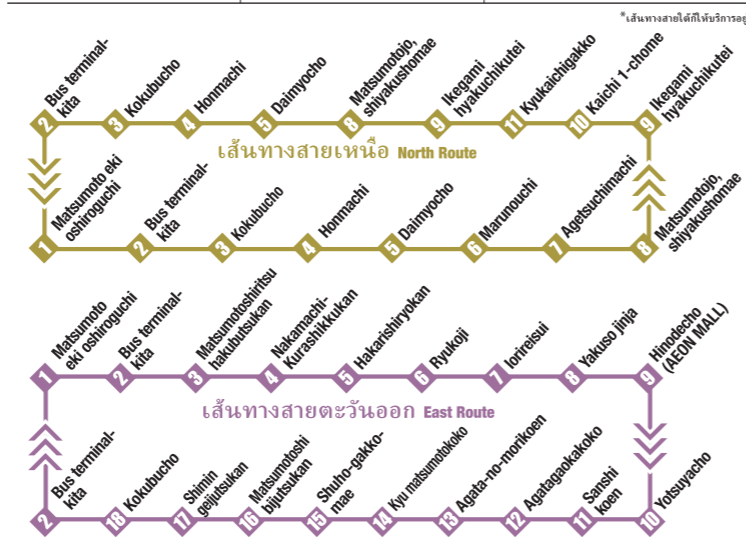 *เส้นทางสายใต้ก็ให้บริการอยู่
Bus terminal-
kita
Kokubucho
Honmachi
Daimyocho
Matsumotojo,
shiyakushomae
Ikegami
hyakuchikutei
Kyukaichigakko
Kaichi 1-chome
Ikegami
hyakuchikutei
2
3
4
5
8
9
11
10
9
เส้นทางสายเหนือ North Route
Matsumoto eki
oshiroguchi
Bus terminal-
kita
Kokubucho
Honmachi
Daimyocho
Marunouchi
Agetsuchimachi
Matsumotojo,
shiyakushomae
1
2
3
4
5
6
7
8
Matsunkoto
eki oshiroguchi
Bus terminal-
kita
Matsumotoshiritsu
hakubutsukan
Nakamachi-
Kurashikkukan
Hakarishiryokan
Ryukoji
Iorireisui
Yakuso jinja
Hinodecho
(AEON MALL)
1
2
3
4
5
6
7
8
9
เส้นทางสายตะวันออก East Route
Bus terminal-
kita
Kokubucho
Shimin
geijutsukan
Matsumotoshi
bijutsukan
Shuho-gakko-
mae
Kyu matsumotokoko
Agata-no-morikoen
Agatagaokakoko
Sanshi
koen
Yotsuyacho
2
18
17
16
15
14
13
12
11
10